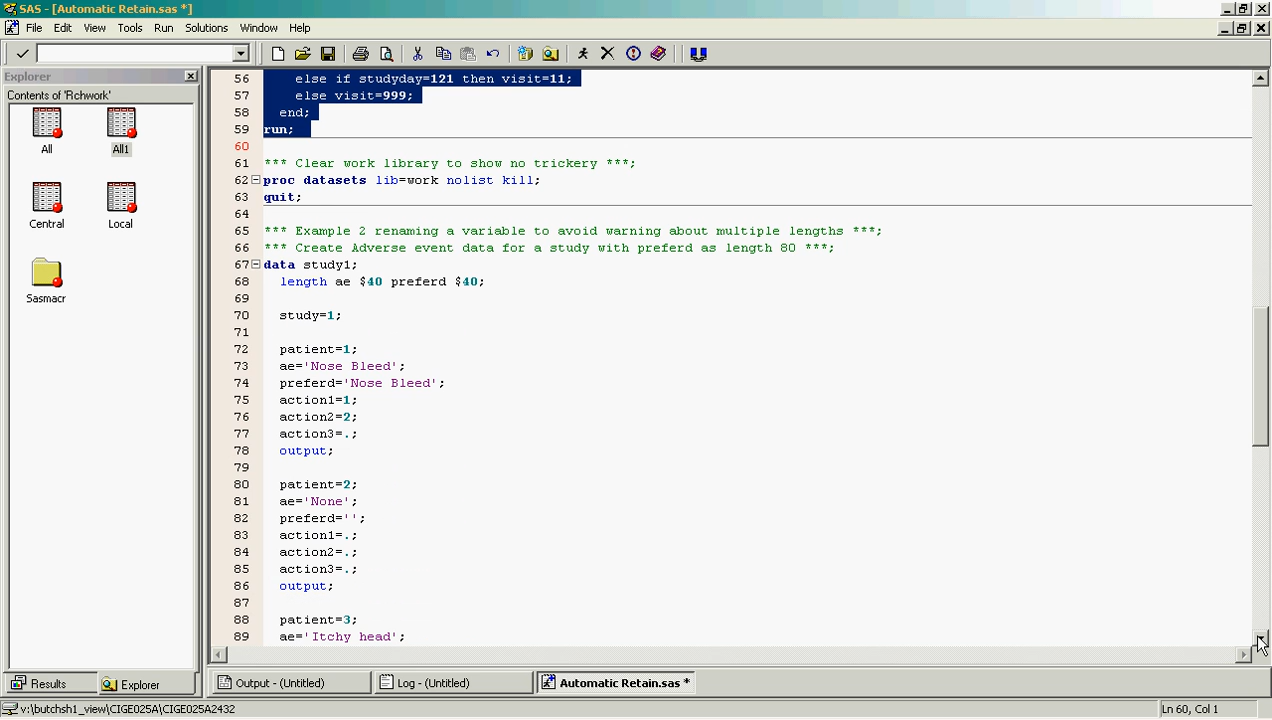 SAS - [Automatic Retain.sas *]
File Edit View Tools Run Solutions Window Help
Explorer
Contents of 'Rchwork'
All All1
Central Local
Sasmacr
56 else if studyday=121 then visit=11;
57 else visit=999;
58 end;
59 run;
60
61 *** Clear work library to show no trickery ***;
62 proc datasets lib=work nolist kill;
63 quit;
64
65 *** Example 2 renaming a variable to avoid warning about multiple lengths ***;
66 *** Create Adverse event data for a study with preferd as length 80 ***;
67 data study1;
68 length ae $40 preferd $40;
69
70 study=1;
71
72 patient=1;
73 ae='Nose Bleed';
74 preferd='Nose Bleed';
75 action1=1;
76 action2=2;
77 action3=.;
78 output;
79
80 patient=2;
81 ae='None';
82 preferd='';
83 action1=.;
84 action2=.;
85 action3=.;
86 output;
87
88 patient=3;
89 ae='Itchy head';
Results Explorer Output - (Untitled) Log - (Untitled) Automatic Retain.sas *
v:\butchsh1_view\CIGE025A\CIGE025A2432 Ln 60, Col 1